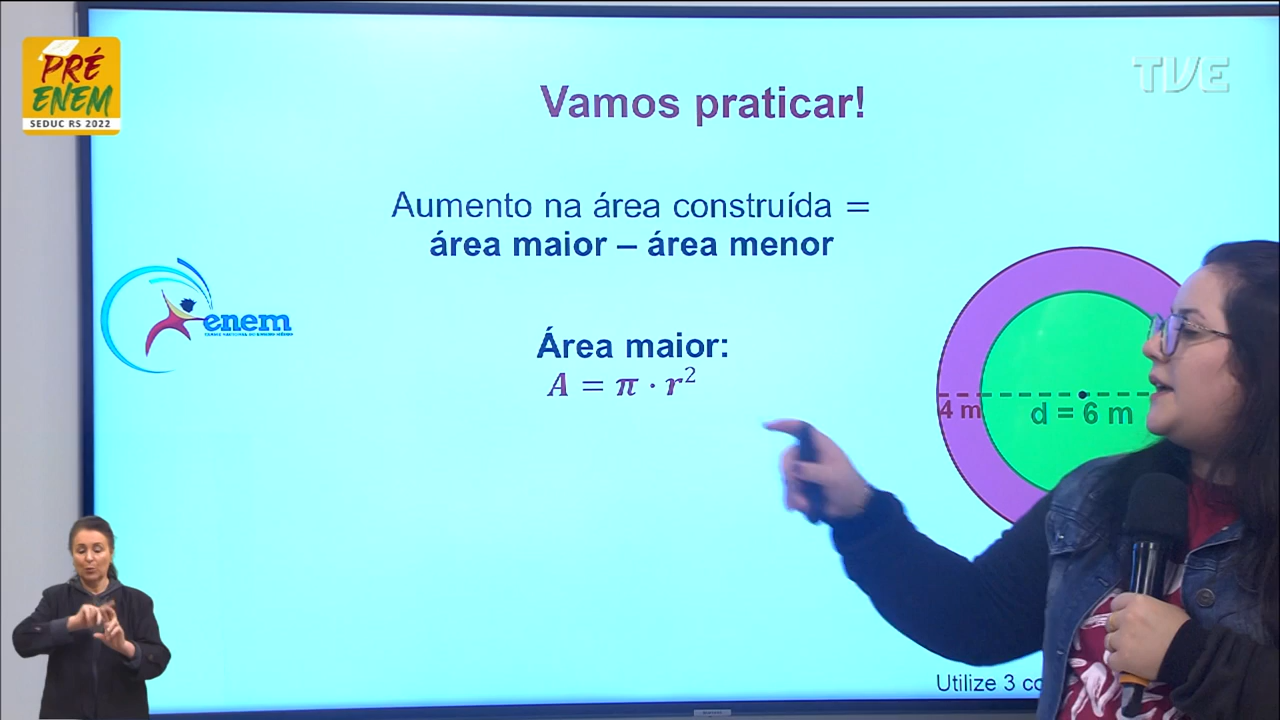 PRÉ
ENEM
SEDUC RS 2022
TVE
Vamos praticar!
Aumento na área construída =
área maior – área menor
enem
Área maior:
A = π · r²
4 m
d = 6 m
Utilize 3